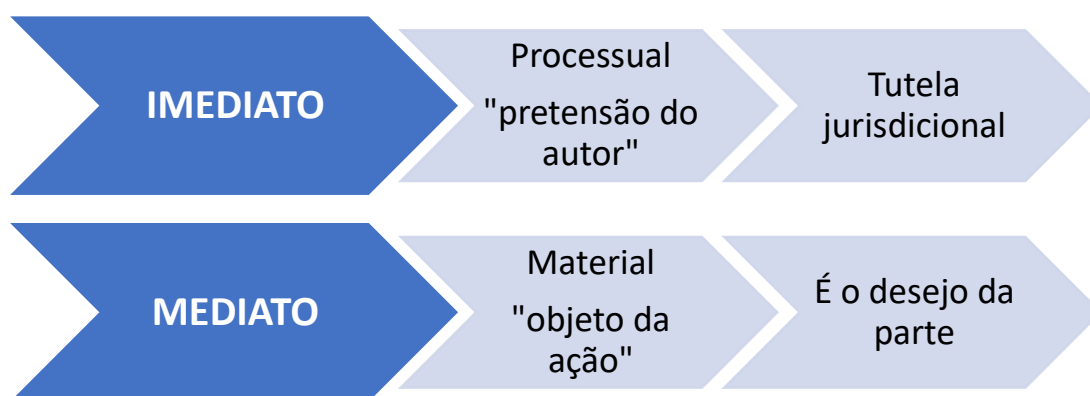 IMEDIATO
Processual
"pretensão do
autor"
Tutela
jurisdicional
MEDIATO
Material
"objeto da
ação"
É o desejo da
parte